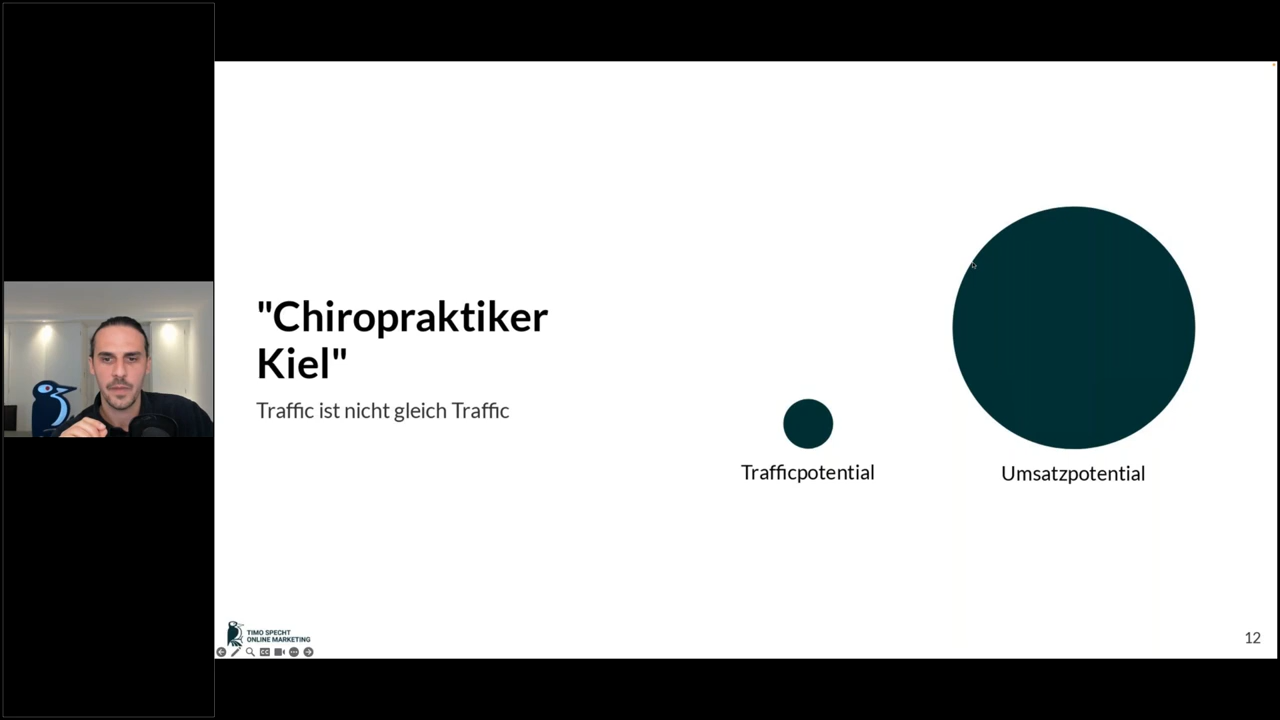 "Chiropraktiker
Kiel"
Traffic ist nicht gleich Traffic
Trafficpotential
Umsatzpotential
TIMO SPECHT
ONLINE MARKETING
12